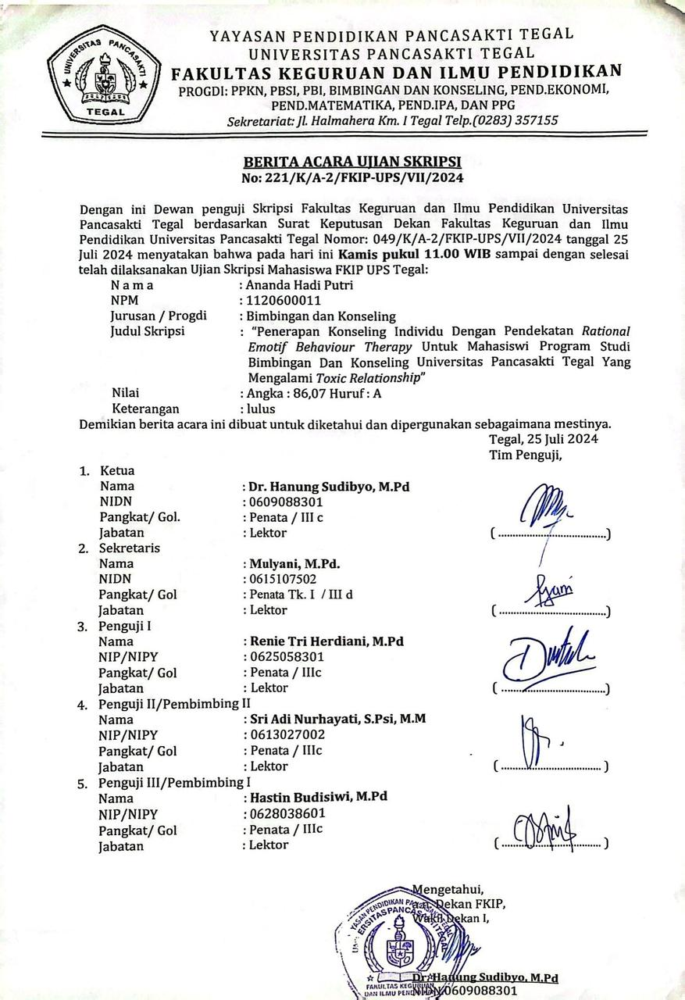 UNIVERSITAS PANCASAKTI
TEGAL
YAYASAN PENDIDIKAN PANCASAKTI TEGAL
UNIVERSITAS PANCASAKTI TEGAL
FAKULTAS KEGURUAN DAN ILMU PENDIDIKAN
PROGDI: PPKN, PBSI, PBI, BIMBINGAN DAN KONSELING, PEND.EKONOMI,
PEND.MATEMATIKA, PEND.IPA, DAN PPG
Sekretariat: Jl. Halmahera Km. I Tegal Telp.(0283) 357155
BERITA ACARA UJIAN SKRIPSI
No: 221/K/A-2/FKIP-UPS/VII/2024
Dengan ini Dewan penguji Skripsi Fakultas Keguruan dan Ilmu Pendidikan Universitas
Pancasakti Tegal berdasarkan Surat Keputusan Dekan Fakultas Keguruan dan Ilmu
Pendidikan Universitas Pancasakti Tegal Nomor: 049/K/A-2/FKIP-UPS/VII/2024 tanggal 25
Juli 2024 menyatakan bahwa pada hari ini Kamis pukul 11.00 WIB sampai dengan selesai
telah dilaksanakan Ujian Skripsi Mahasiswa FKIP UPS Tegal:
N a m a : Ananda Hadi Putri
NPM : 1120600011
Jurusan / Progdi : Bimbingan dan Konseling
Judul Skripsi : “Penerapan Konseling Individu Dengan Pendekatan Rational
Emotif Behaviour Therapy Untuk Mahasiswi Program Studi
Bimbingan Dan Konseling Universitas Pancasakti Tegal Yang
Mengalami Toxic Relationship”
Nilai : Angka : 86,07 Huruf : A
Keterangan : lulus
Demikian berita acara ini dibuat untuk diketahui dan dipergunakan sebagaimana mestinya.
Tegal, 25 Juli 2024
Tim Penguji,
1. Ketua
Nama : Dr. Hanung Sudibyo, M.Pd
NIDN : 0609088301
Pangkat/ Gol. : Penata / III c
Jabatan : Lektor (.......................................)
2. Sekretaris
Nama : Mulyani, M.Pd.
NIDN : 0615107502
Pangkat/ Gol : Penata Tk. I / III d
Jabatan : Lektor (.......................................)
3. Penguji I
Nama : Renie Tri Herdiani, M.Pd
NIP/NIPY : 0625058301
Pangkat/ Gol : Penata / IIIc
Jabatan : Lektor (.......................................)
4. Penguji II/Pembimbing II
Nama : Sri Adi Nurhayati, S.Psi, M.M
NIP/NIPY : 0613027002
Pangkat/ Gol : Penata / IIIc
Jabatan : Lektor (.......................................)
5. Penguji III/Pembimbing I
Nama : Hastin Budisiwi, M.Pd
NIP/NIPY : 0628038601
Pangkat/ Gol : Penata / IIIc
Jabatan : Lektor (.......................................)
Mengetahui,
a.n. Dekan FKIP,
Wakil Dekan I,
YAYASAN PENDIDIKAN PANCASAKTI TEGAL
UNIVERSITAS PANCASAKTI TEGAL
FAKULTAS KEGURUAN
DAN ILMU PENDIDIKAN
Dr. Hanung Sudibyo, M.Pd
0609088301